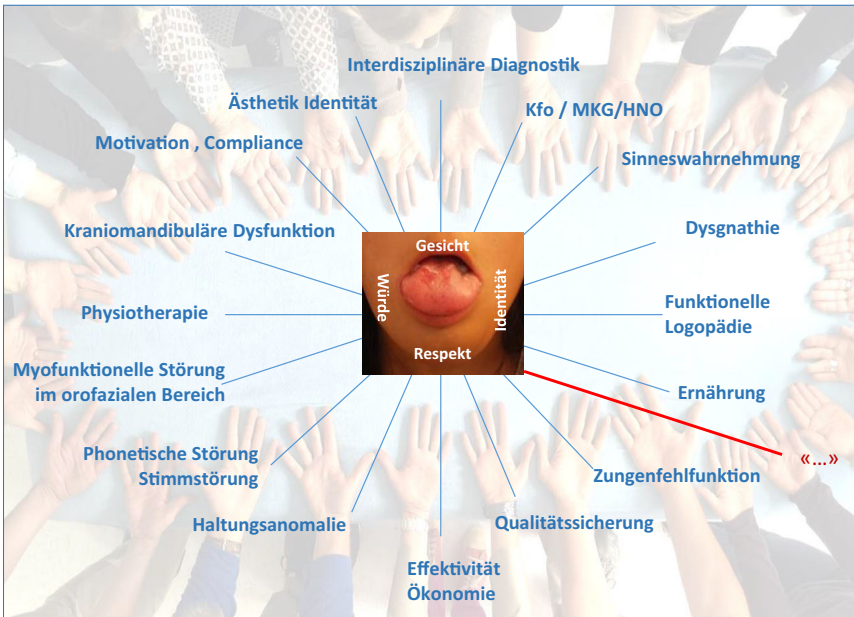 Interdisziplinäre Diagnostik
Ästhetik Identität
Kfo / MKG/HNO
Motivation , Compliance
Sinneswahrnehmung
Kraniomandibuläre Dysfunktion
Dysgnathie
Gesicht
Würde
Identität
Respekt
Physiotherapie
Funktionelle
Logopädie
Myofunktionelle Störung
im orofazialen Bereich
Ernährung
Phonetische Störung
Stimmstörung
«...»
Zungenfehlfunktion
Haltungsanomalie
Qualitätssicherung
Effektivität
Ökonomie